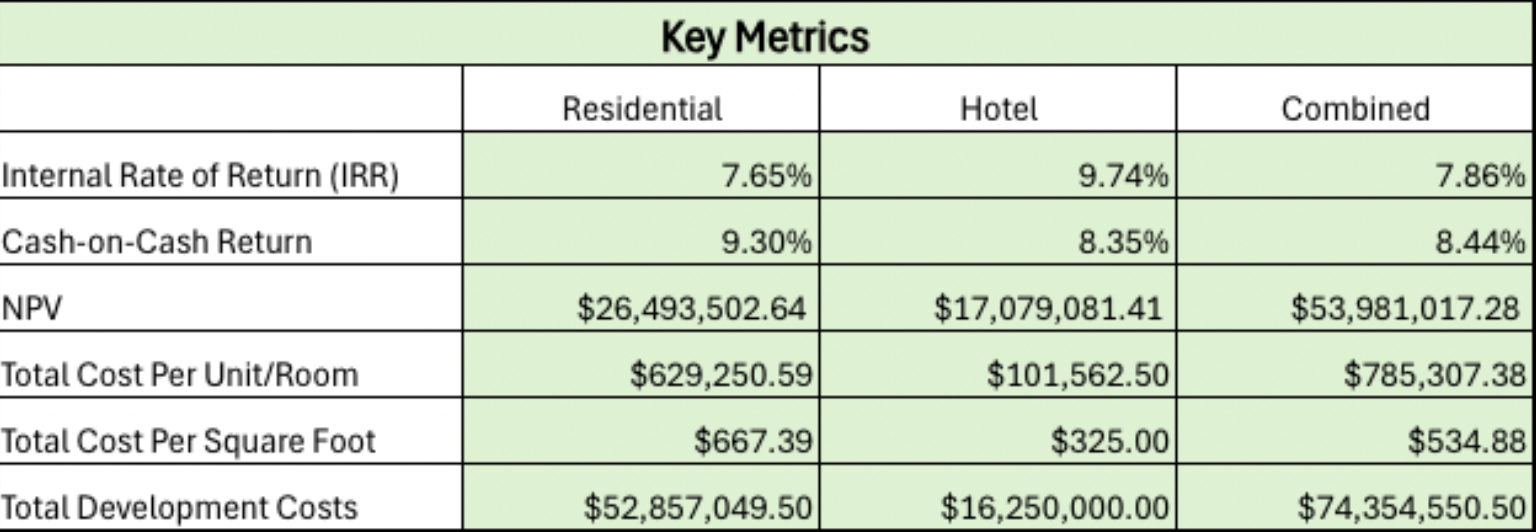 Key Metrics
Residential Hotel Combined
Internal Rate of Return (IRR) 7.65% 9.74% 7.86%
Cash-on-Cash Return 9.30% 8.35% 8.44%
NPV $26,493,502.64 $17,079,081.41 $53,981,017.28
Total Cost Per Unit/Room $629,250.59 $101,562.50 $785,307.38
Total Cost Per Square Foot $667.39 $325.00 $534.88
Total Development Costs $52,857,049.50 $16,250,000.00 $74,354,550.50